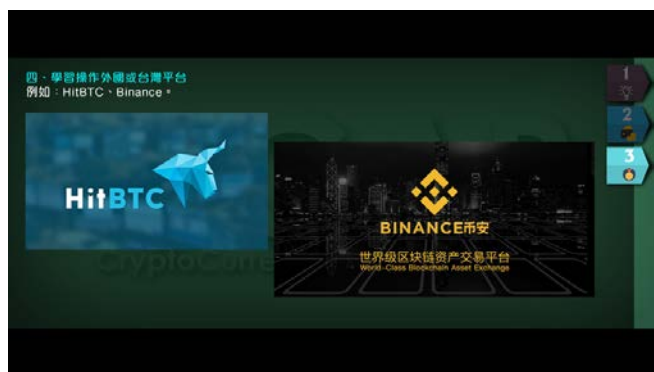 四、學習操作外國或台灣平台
例如：HitBTC、Binance。
HitBTC
BINANCE币安
世界级区块链资产交易平台
World-Class Blockchain Asset Exchange
1
2
3